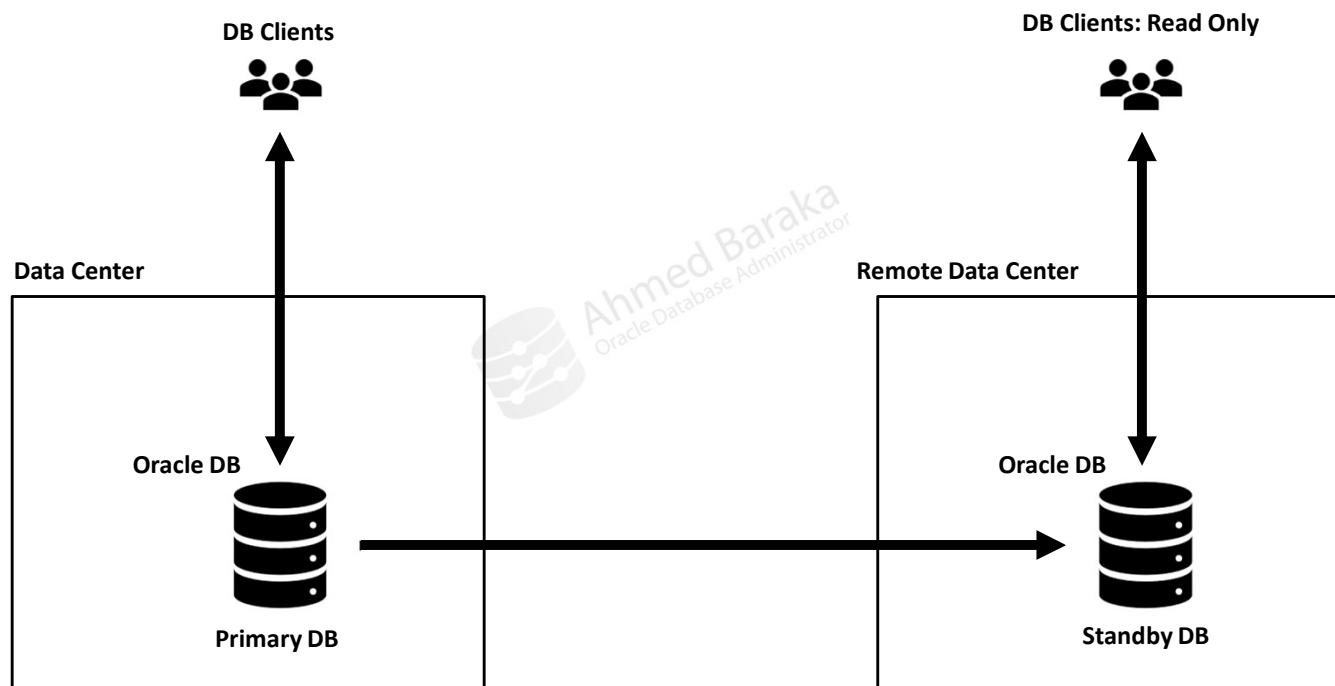 DB Clients
DB Clients: Read Only
Ahmed Baraka
Oracle Database Administrator
Data Center
Remote Data Center
Oracle DB
Oracle DB
Primary DB
Standby DB